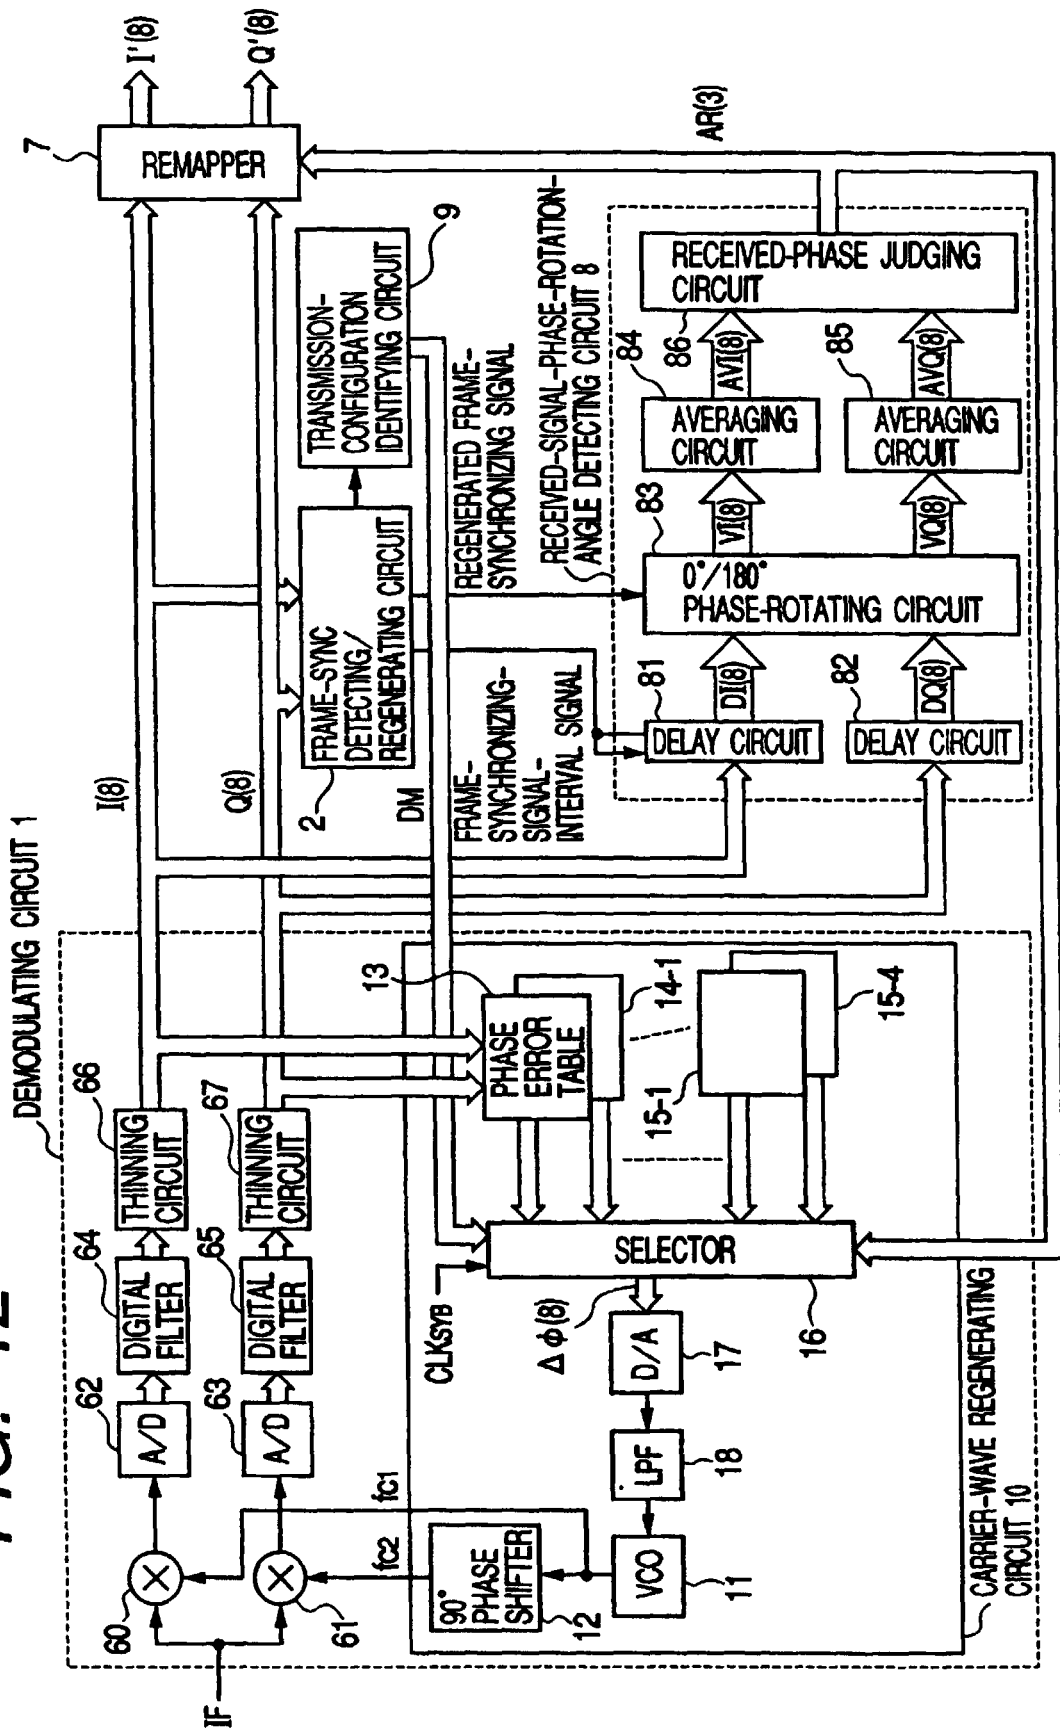 DEMODULATING CIRCUIT 1
IF
60
61
62
A/D
63
A/D
64
DIGITAL
FILTER
65
DIGITAL
FILTER
66
THINNING
CIRCUIT
67
THINNING
CIRCUIT
I(8)
Q(8)
7
REMAPPER
I'(8)
Q'(8)
fC1
fC2
90°
PHASE
SHIFTER
12
VCO
11
LPF
18
D/A
17
Δϕ(8)
CLKSYB
SELECTOR
16
13
PHASE
ERROR
TABLE
14-1
15-1
15-4
CARRIER-WAVE REGENERATING
CIRCUIT 10
2
FRAME-SYNC
DETECTING/
REGENERATING CIRCUIT
TRANSMISSION-
CONFIGURATION
IDENTIFYING CIRCUIT
9
DM
FRAME-
SYNCHRONIZING-
SIGNAL-
INTERVAL SIGNAL
REGENERATED FRAME-
SYNCHRONIZING SIGNAL
RECEIVED-SIGNAL-PHASE-ROTATION-
ANGLE DETECTING CIRCUIT 8
81
DELAY CIRCUIT
82
DELAY CIRCUIT
DI(8)
DQ(8)
83
0°/180°
PHASE-ROTATING CIRCUIT
VI(8)
VQ(8)
84
AVERAGING
CIRCUIT
85
AVERAGING
CIRCUIT
AVI(8)
AVQ(8)
86
RECEIVED-PHASE JUDGING
CIRCUIT
AR(3)